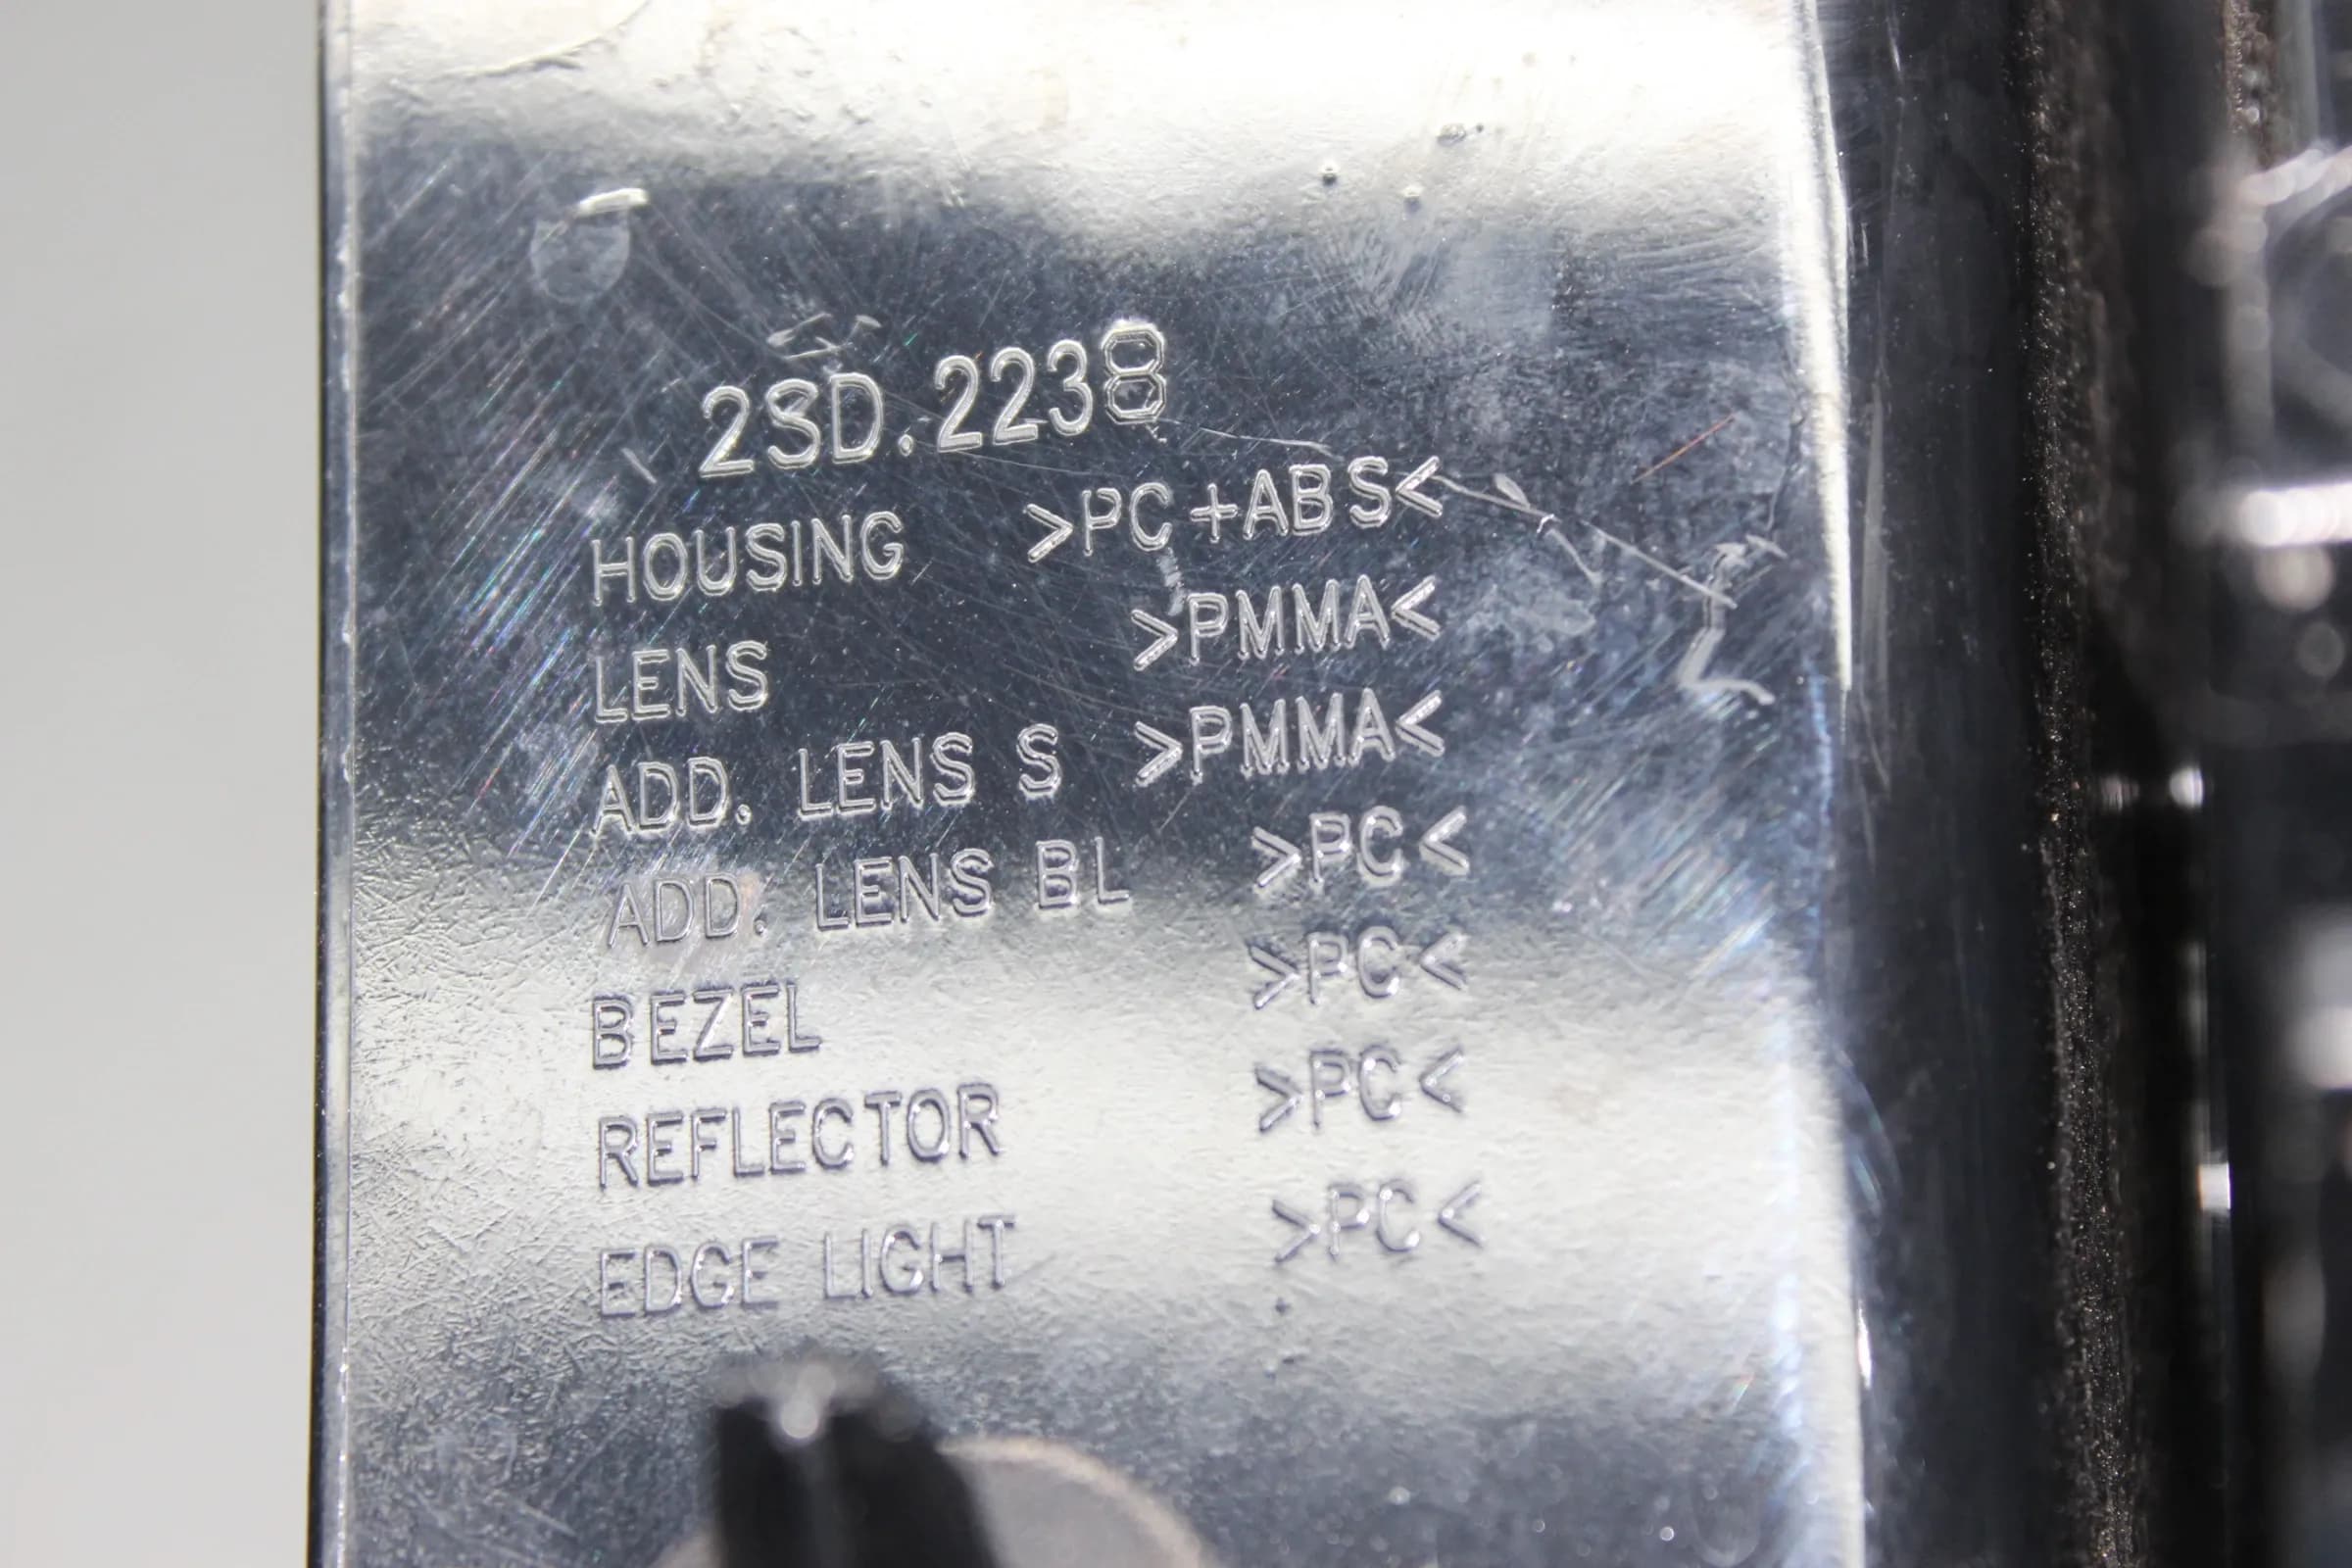 2SD.2238
HOUSING >PC+ABS<
LENS >PMMA<
ADD. LENS S >PMMA<
ADD. LENS BL >PC<
BEZEL >PC<
REFLECTOR >PC<
EDGE LIGHT >PC<